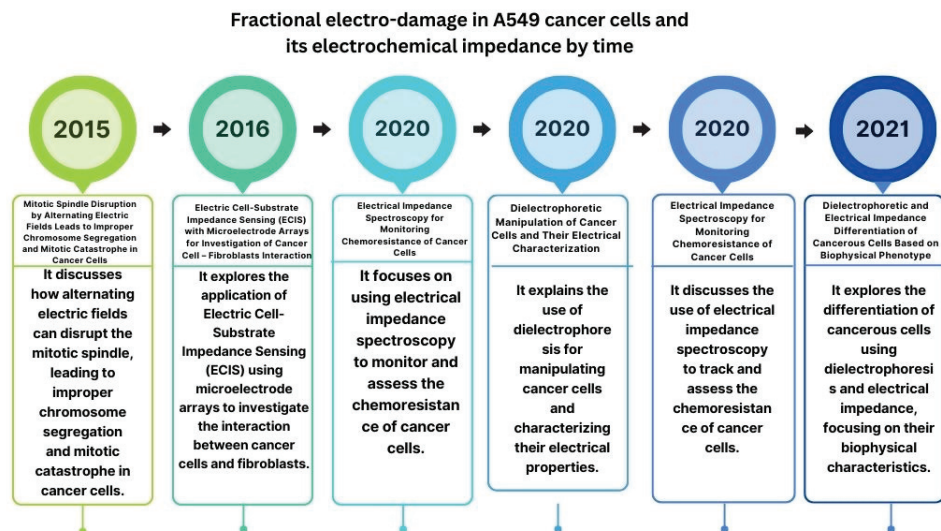 Fractional electro-damage in A549 cancer cells and
its electrochemical impedance by time
2015
Mitotic Spindle Disruption
by Alternating Electric
Fields Leads to Improper
Chromosome Segregation
and Mitotic Catastrophe in
Cancer Cells
It discusses
how alternating
electric fields
can disrupt the
mitotic spindle,
leading to
improper
chromosome
segregation
and mitotic
catastrophe in
cancer cells.
2016
Electric Cell-Substrate
Impedance Sensing (ECIS)
with Microelectrode Arrays
for Investigation of Cancer
Cell – Fibroblasts Interaction
It explores the
application of
Electric Cell-
Substrate
Impedance Sensing
(ECIS) using
microelectrode
arrays to investigate
the interaction
between cancer
cells and fibroblasts.
2020
Electrical Impedance
Spectroscopy for
Monitoring
Chemoresistance of Cancer
Cells
It focuses on
using electrical
impedance
spectroscopy
to monitor and
assess the
chemoresistan
ce of cancer
cells.
2020
Dielectrophoretic
Manipulation of Cancer
Cells and Their Electrical
Characterization
It explains the
use of
dielectrophore
sis for
manipulating
cancer cells
and
characterizing
their electrical
properties.
2020
Electrical Impedance
Spectroscopy for
Monitoring
Chemoresistance of
Cancer Cells
It discusses the
use of electrical
impedance
spectroscopy
to track and
assess the
chemoresistan
ce of cancer
cells.
2021
Dielectrophoretic and
Electrical Impedance
Differentiation of
Cancerous Cells Based on
Biophysical Phenotype
It explores the
differentiation of
cancerous cells
using
dielectrophoresi
s and electrical
impedance,
focusing on their
biophysical
characteristics.